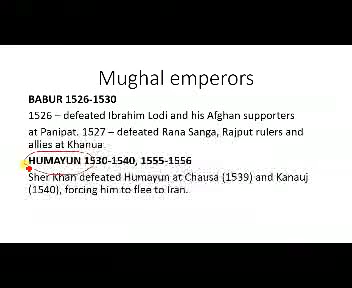 Mughal emperors
BABUR 1526-1530
1526 – defeated Ibrahim Lodi and his Afghan supporters
at Panipat. 1527 – defeated Rana Sanga, Rajput rulers and
allies at Khanua.
HUMAYUN 1530-1540, 1555-1556
Sher Khan defeated Humayun at Chausa (1539) and Kanauj
(1540), forcing him to flee to Iran.